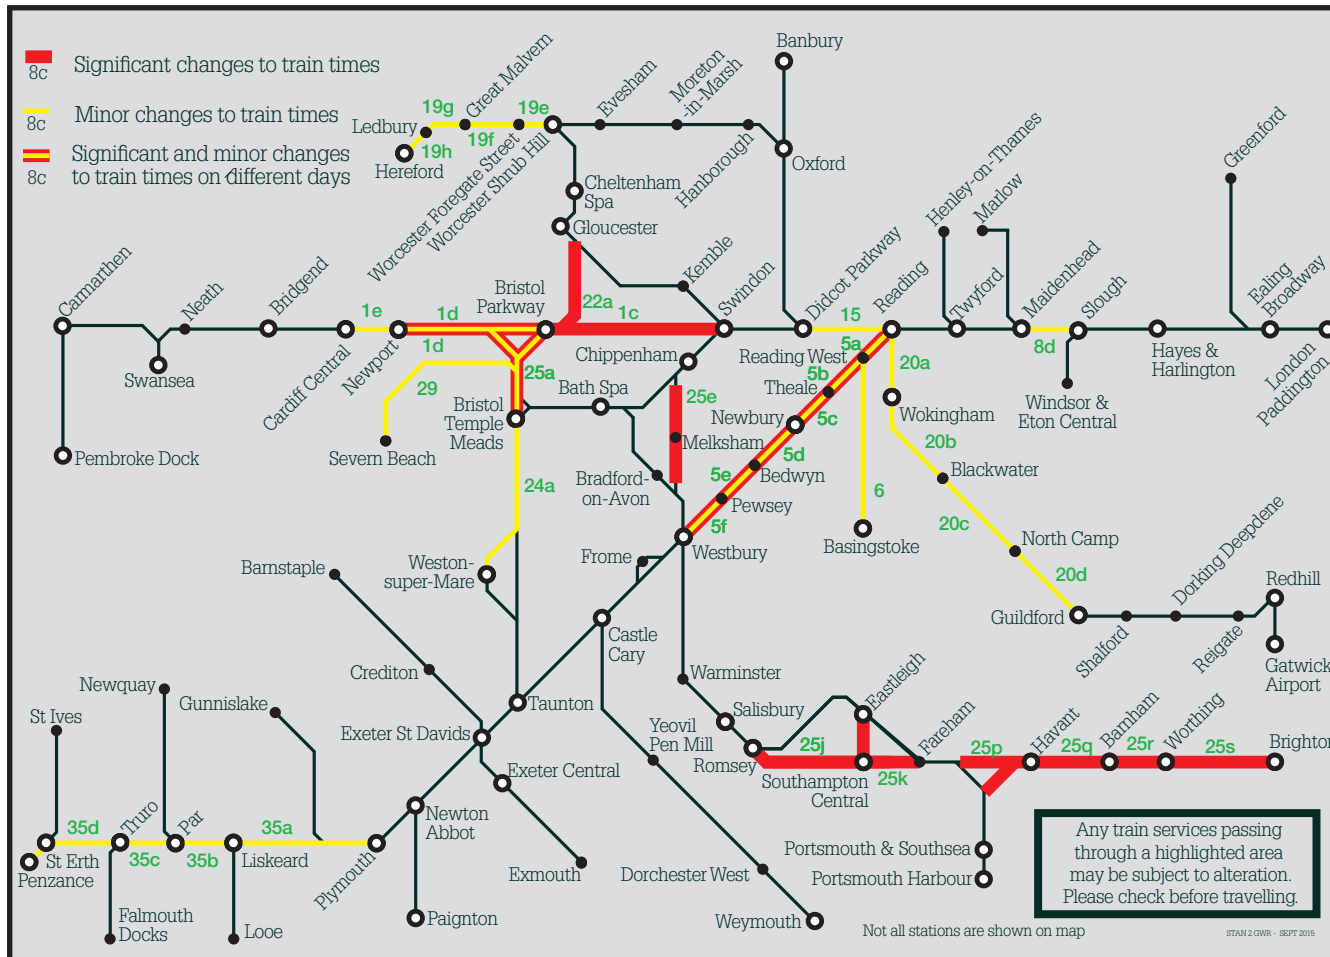 8c
Significant changes to train times
8c
Minor changes to train times
8c
Significant and minor changes
to train times on different days
Banbury
Great Malvern
Evesham
Moreton
-in-Marsh
19g
19e
19f
19h
Ledbury
Hereford
Worcester Foregate Street
Worcester Shrub Hill
Hanborough
Oxford
Henley-on-Thames
Marlow
Greenford
Cheltenham
Spa
Gloucester
Kemble
Carmarthen
Neath
Bridgend
Swansea
Pembroke Dock
1e
Cardiff Central
Newport
1d
1d
Bristol
Parkway
22a
1c
Swindon
Didcot Parkway
15
Reading
Twyford
Maidenhead
8d
Slough
Windsor &
Eton Central
Hayes &
Harlington
Ealing
Broadway
London
Paddington
29
Severn Beach
25a
Bristol
Temple
Meads
Bath Spa
Chippenham
25e
Melksham
Bradford-
on-Avon
Reading West
5a
Theale
5b
Newbury
5c
5d
Bedwyn
5e
Pewsey
5f
Westbury
6
Basingstoke
20a
Wokingham
20b
Blackwater
20c
North Camp
20d
Guildford
Shalford
Dorking Deepdene
Reigate
Redhill
Gatwick
Airport
24a
Weston-
super-Mare
Frome
Castle
Cary
Barnstaple
Crediton
Taunton
Exeter St Davids
Exeter Central
Exmouth
Newton
Abbot
Paignton
Newquay
Gunnislake
St Ives
35d
Truro
35c
Par
35b
35a
Liskeard
Plymouth
St Erth
Penzance
Falmouth
Docks
Looe
Warminster
Salisbury
Yeovil
Pen Mill
Romsey
25j
Eastleigh
Southampton
Central
25k
Fareham
25p
Havant
25q
Barnham
25r
Worthing
25s
Brighton
Portsmouth & Southsea
Portsmouth Harbour
Dorchester West
Weymouth
Any train services passing
through a highlighted area
may be subject to alteration.
Please check before travelling.
Not all stations are shown on map
STAN 2 GWR - SEPT 2015